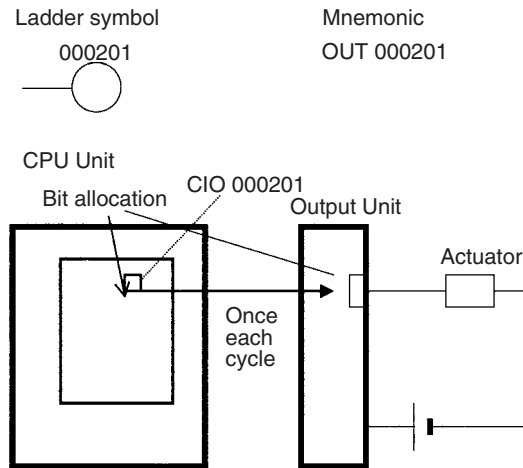 Ladder symbol
Mnemonic
000201
OUT 000201
CPU Unit
Bit allocation
CIO 000201
Output Unit
Actuator
Once
each
cycle